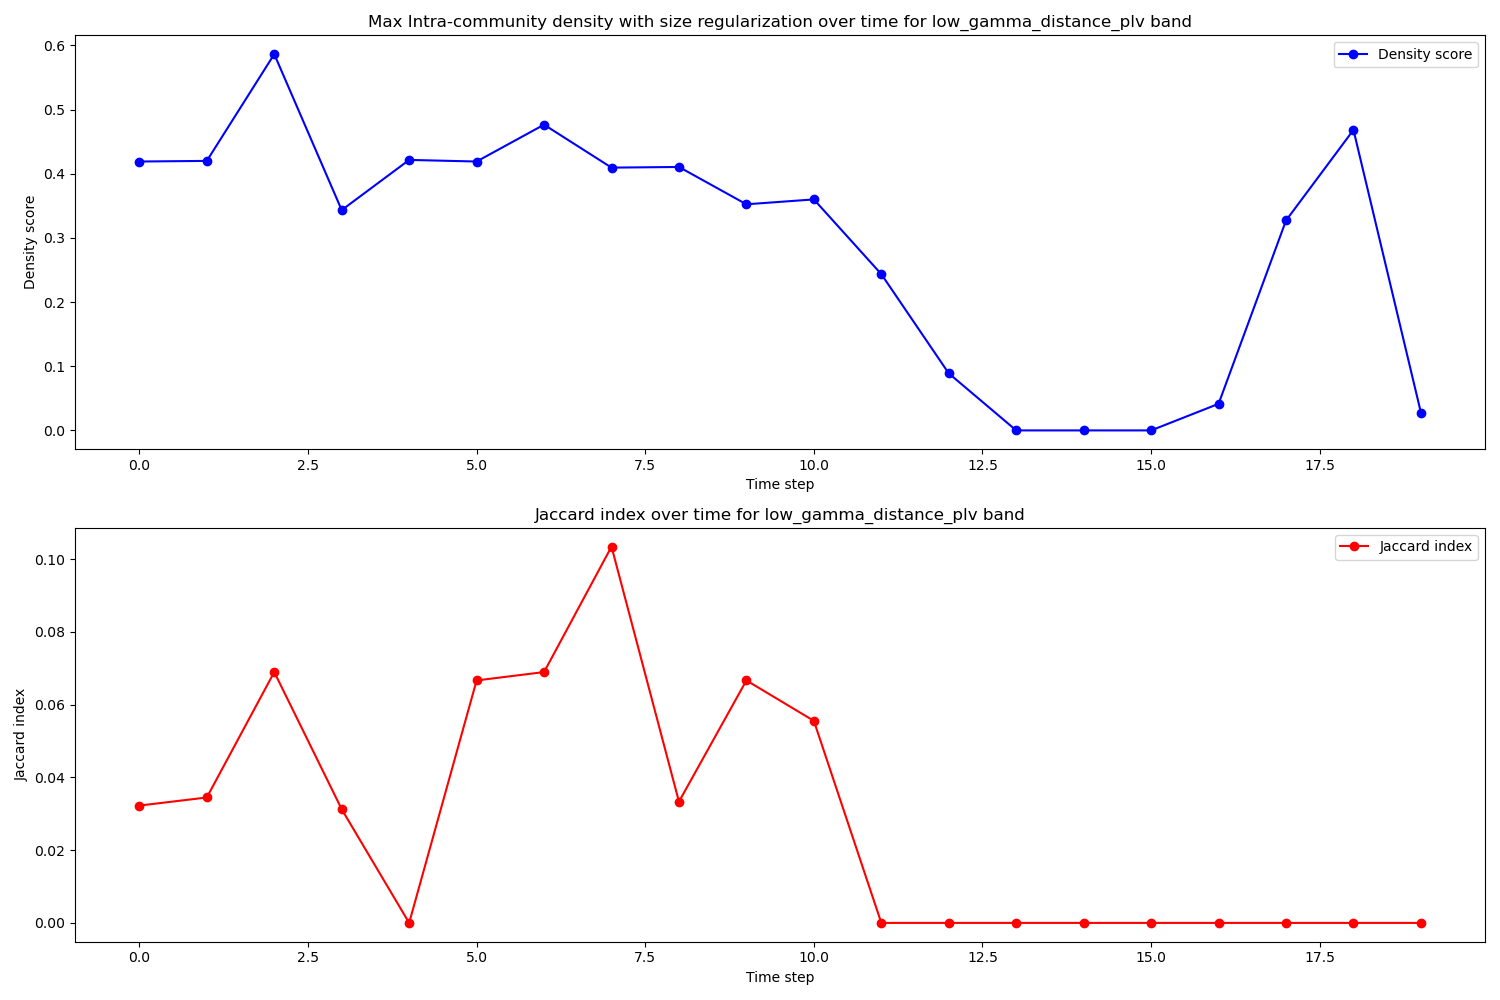 Max Intra-community density with size regularization over time for low_gamma_distance_plv band
Density score
0.6
0.5
0.4
0.3
0.2
0.1
0.0
Density score
0.0 2.5 5.0 7.5 10.0 12.5 15.0 17.5
Time step
Jaccard index over time for low_gamma_distance_plv band
Jaccard index
0.10
0.08
0.06
0.04
0.02
0.00
Jaccard index
0.0 2.5 5.0 7.5 10.0 12.5 15.0 17.5
Time step